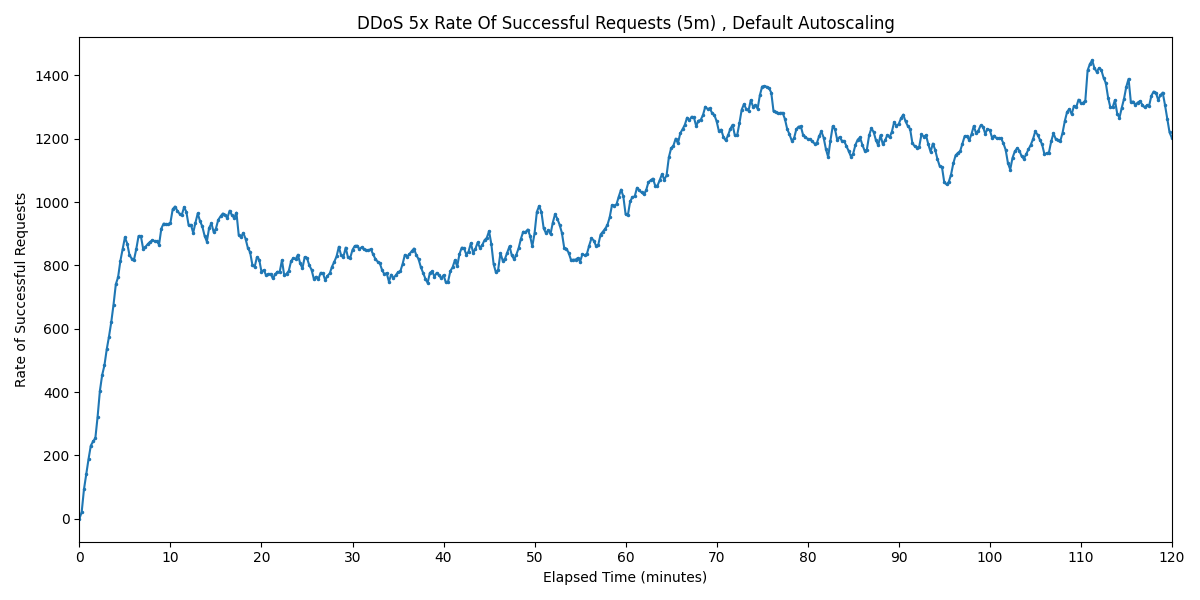 DDoS 5x Rate Of Successful Requests (5m) , Default Autoscaling
Rate of Successful Requests
1400
1200
1000
800
600
400
200
0
0 10 20 30 40 50 60 70 80 90 100 110 120
Elapsed Time (minutes)